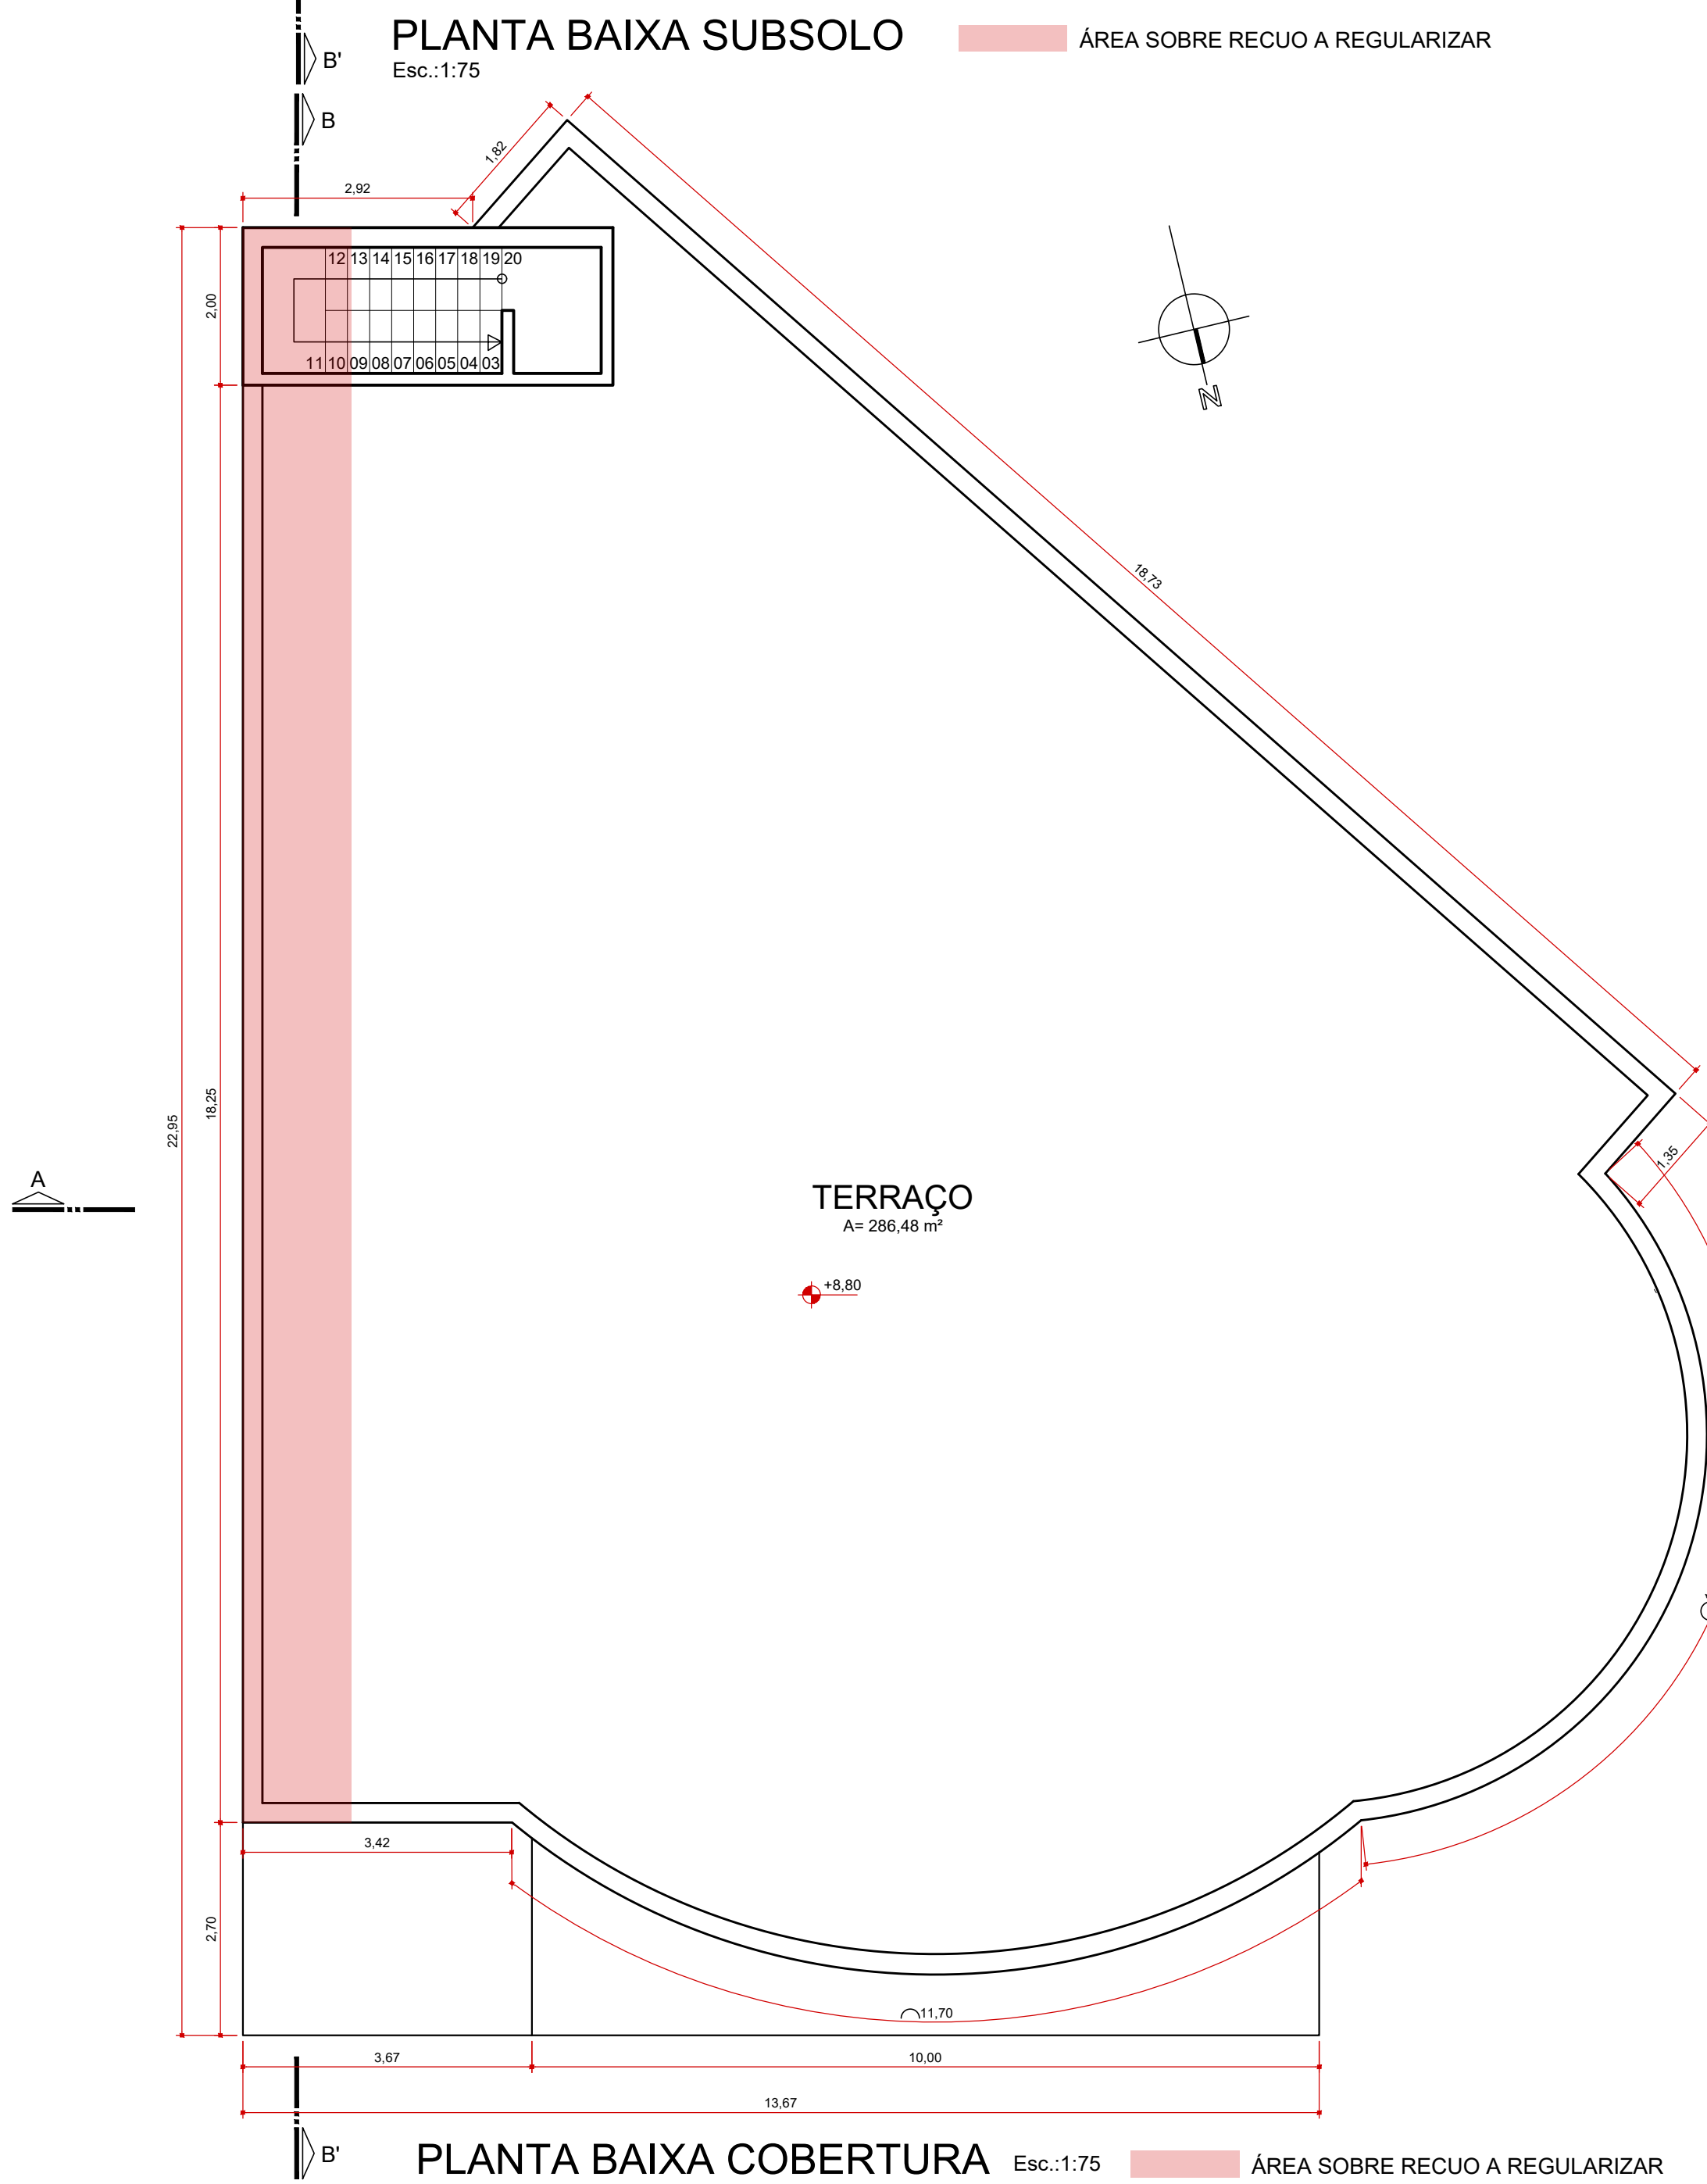 PLANTA BAIXA SUBSOLO
ÁREA SOBRE RECUO A REGULARIZAR
Esc.:1:75
B'
B
1,82
2,92
12 13 14 15 16 17 18 19 20
2,00
11 10 09 08 07 06 05 04 03
N
18,73
18,25
22,95
1,35
A
TERRAÇO
A= 286,48 m²
+8,80
3,42
2,70
11,70
3,67
10,00
13,67
B'
PLANTA BAIXA COBERTURA
Esc.:1:75
ÁREA SOBRE RECUO A REGULARIZAR